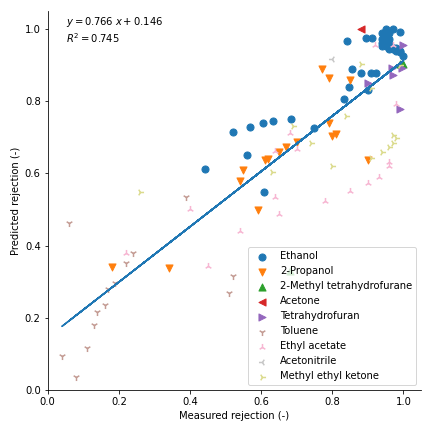 y = 0.766 x + 0.146
R² = 0.745
1.0
0.8
0.6
0.4
0.2
0.0
Predicted rejection (-)
0.0 0.2 0.4 0.6 0.8 1.0
Measured rejection (-)
Ethanol
2-Propanol
2-Methyl tetrahydrofurane
Acetone
Tetrahydrofuran
Toluene
Ethyl acetate
Acetonitrile
Methyl ethyl ketone